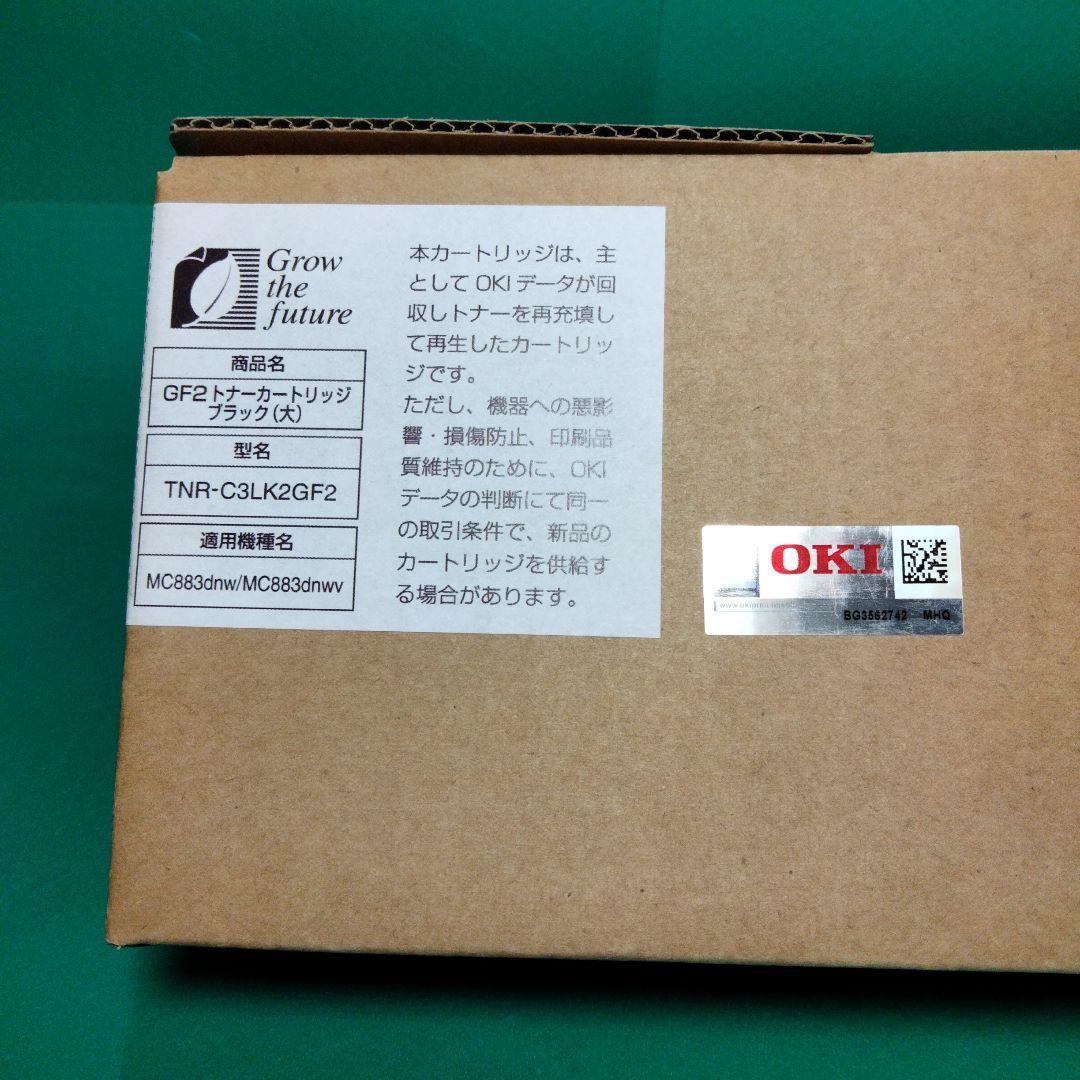 Grow
the
future
商品名
GF2トナーカートリッジ
ブラック(大)
型名
TNR-C3LK2GF2
適用機種名
MC883dnw/MC883dnwv
本カートリッジは、主
として OKI データが回
収しトナーを再充填し
て再生したカートリッ
ジです。
ただし、機器への悪影
響・損傷防止、印刷品
質維持のために、OKI
データの判断にて同一
の取引条件で、新品の
カートリッジを供給す
る場合があります。
OKI
BG3562742 MHQ